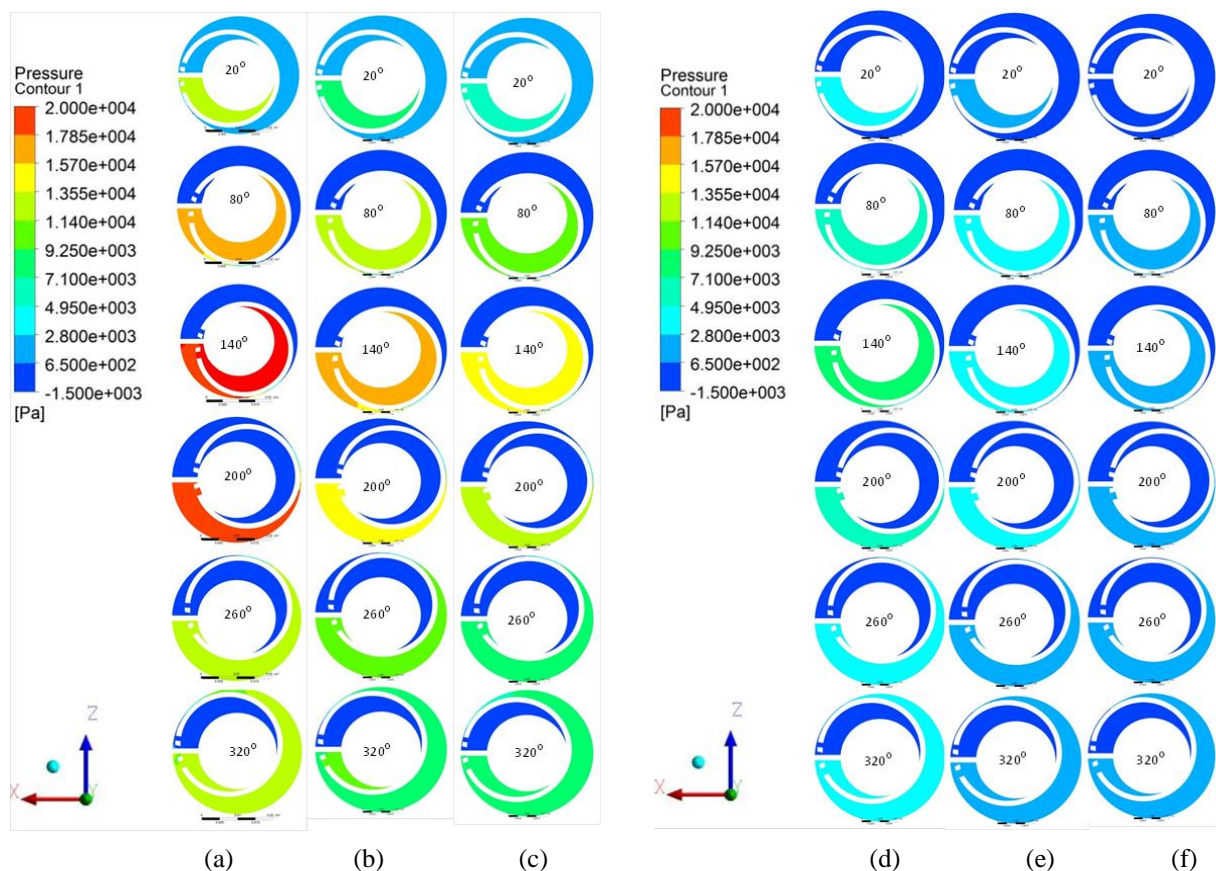 Pressure
Contour 1
2.000e+004
1.785e+004
1.570e+004
1.355e+004
1.140e+004
9.250e+003
7.100e+003
4.950e+003
2.800e+003
6.500e+002
-1.500e+003
[Pa]
20° 20° 20°
80° 80° 80°
140° 140° 140°
200° 200° 200°
260° 260° 260°
320° 320° 320°
Z
X
Y
(a) (b) (c)
Pressure
Contour 1
2.000e+004
1.785e+004
1.570e+004
1.355e+004
1.140e+004
9.250e+003
7.100e+003
4.950e+003
2.800e+003
6.500e+002
-1.500e+003
[Pa]
20° 20° 20°
80° 80° 80°
140° 140° 140°
200° 200° 200°
260° 260° 260°
320° 320° 320°
Z
X
Y
(d) (e) (f)